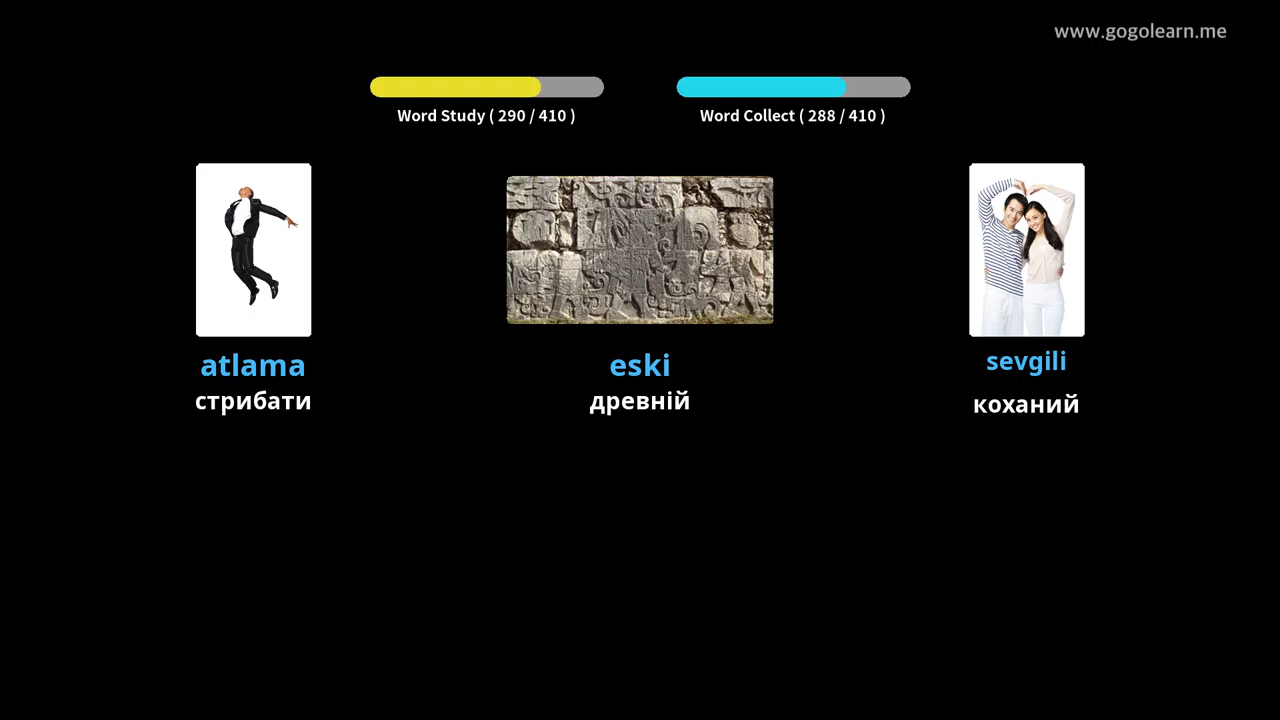 www.gogolearn.me
Word Study ( 290 / 410 )
Word Collect ( 288 / 410 )
atlama
стрибати
eski
древній
sevgili
коханий